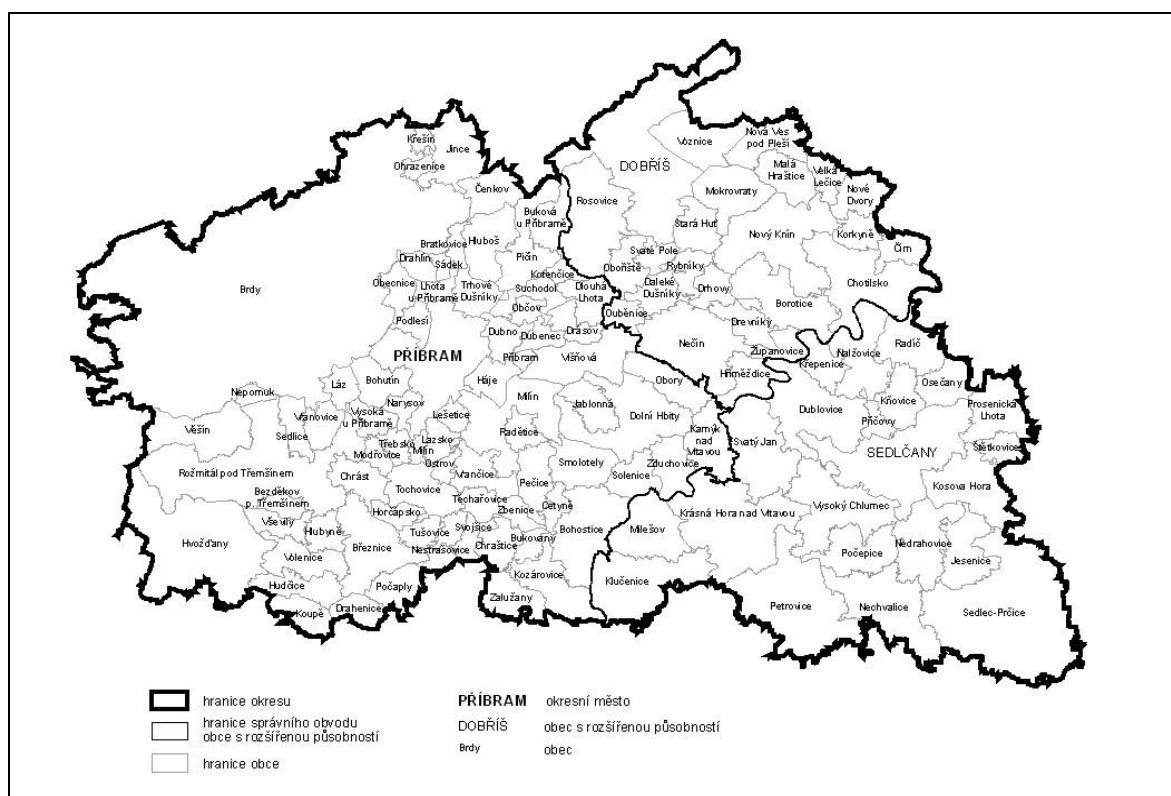 Křešín
Jince
Ohrazenice
Čenkov
Buková
u Příbramě
Bratkovice
Hluboš
Pičín
Drahlín
Sádek
Kotenčice
Obecnice
Lhota
u Příbramě
Trhové
Dušníky
Suchodol
Dlouhá
Lhota
Občov
Brdy
Podlesí
Dubno
Dubenec
Drásov
PŘÍBRAM
Příbram
Višňová
Láz
Bohutín
Háje
Obory
Nepomuk
Narysov
Milín
Jablonná
Dolní Hbity
Věšín
Sedlice
Vranovice
Vysoká
u Příbramě
Lešetice
Kamýk
nad
Vltavou
Třebsko
Lazsko
Milín
Radětice
Modřovice
Ostrov
Smolotely
Zduchovice
Rožmitál pod Třemšínem
Chrást
Vrančice
Solenice
Pečice
Bezděkov
p. Třemšínem
Tochovice
Těchařovice
Cetyně
Zbenice
Vševily
Hlubyně
Horčápsko
Tušovice
Svojšice
Bukovany
Bohostice
Hvožďany
Březnice
Nestrašovice
Chraštice
Volenice
Kozárovice
Hudčice
Počaply
Zalužany
Koupě
Drahenice
Voznice
Nová Ves
pod Pleší
DOBŘÍŠ
Malá
Hraštice
Velká
Lečice
Rosovice
Mokrovraty
Nové
Dvory
Stará Huť
Nový Knín
Korkyně
Čím
Svaté Pole
Obořiště
Rybníky
Daleké
Dušníky
Drhovy
Chotilsko
Borotice
Ouběnice
Drevníky
Nečín
Županovice
Hřiměždice
Radíč
Nalžovice
Křepenice
Osečany
Kňovice
Prosenická
Lhota
Dublovice
Příčovy
Svatý Jan
SEDLČANY
Štětkovice
Kosova Hora
Krásná Hora nad Vltavou
Vysoký Chlumec
Milešov
Počepice
Nedrahovice
Jesenice
Klučenice
Petrovice
Nechvalice
Sedlec-Prčice
hranice okresu
hranice správního obvodu
obce s rozšířenou působností
hranice obce
PŘÍBRAM okresní město
DOBŘÍŠ obec s rozšířenou působností
Brdy obec